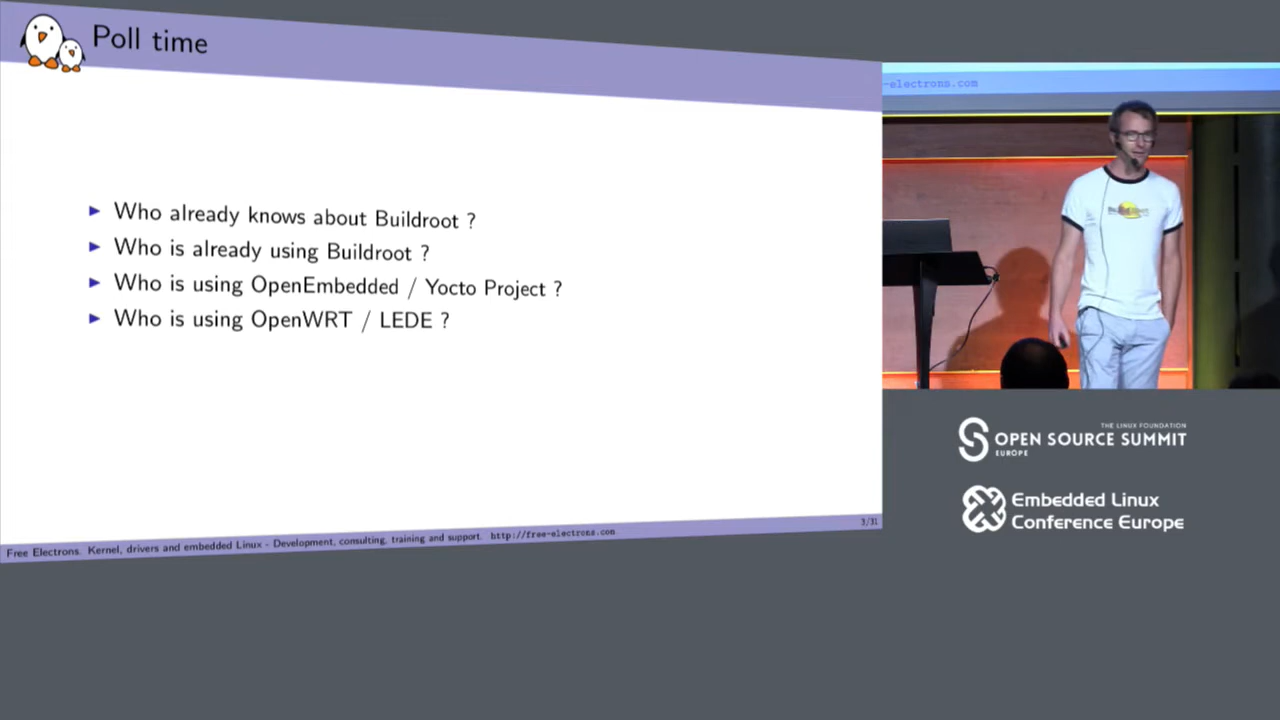 Poll time
Who already knows about Buildroot ?
Who is already using Buildroot ?
Who is using OpenEmbedded / Yocto Project ?
Who is using OpenWRT / LEDE ?
Free Electrons. Kernel, drivers and embedded Linux - Development, consulting, training and support. http://free-electrons.com
3/31
-electrons.com
THE LINUX FOUNDATION
OPEN SOURCE SUMMIT
EUROPE
Embedded Linux
Conference Europe